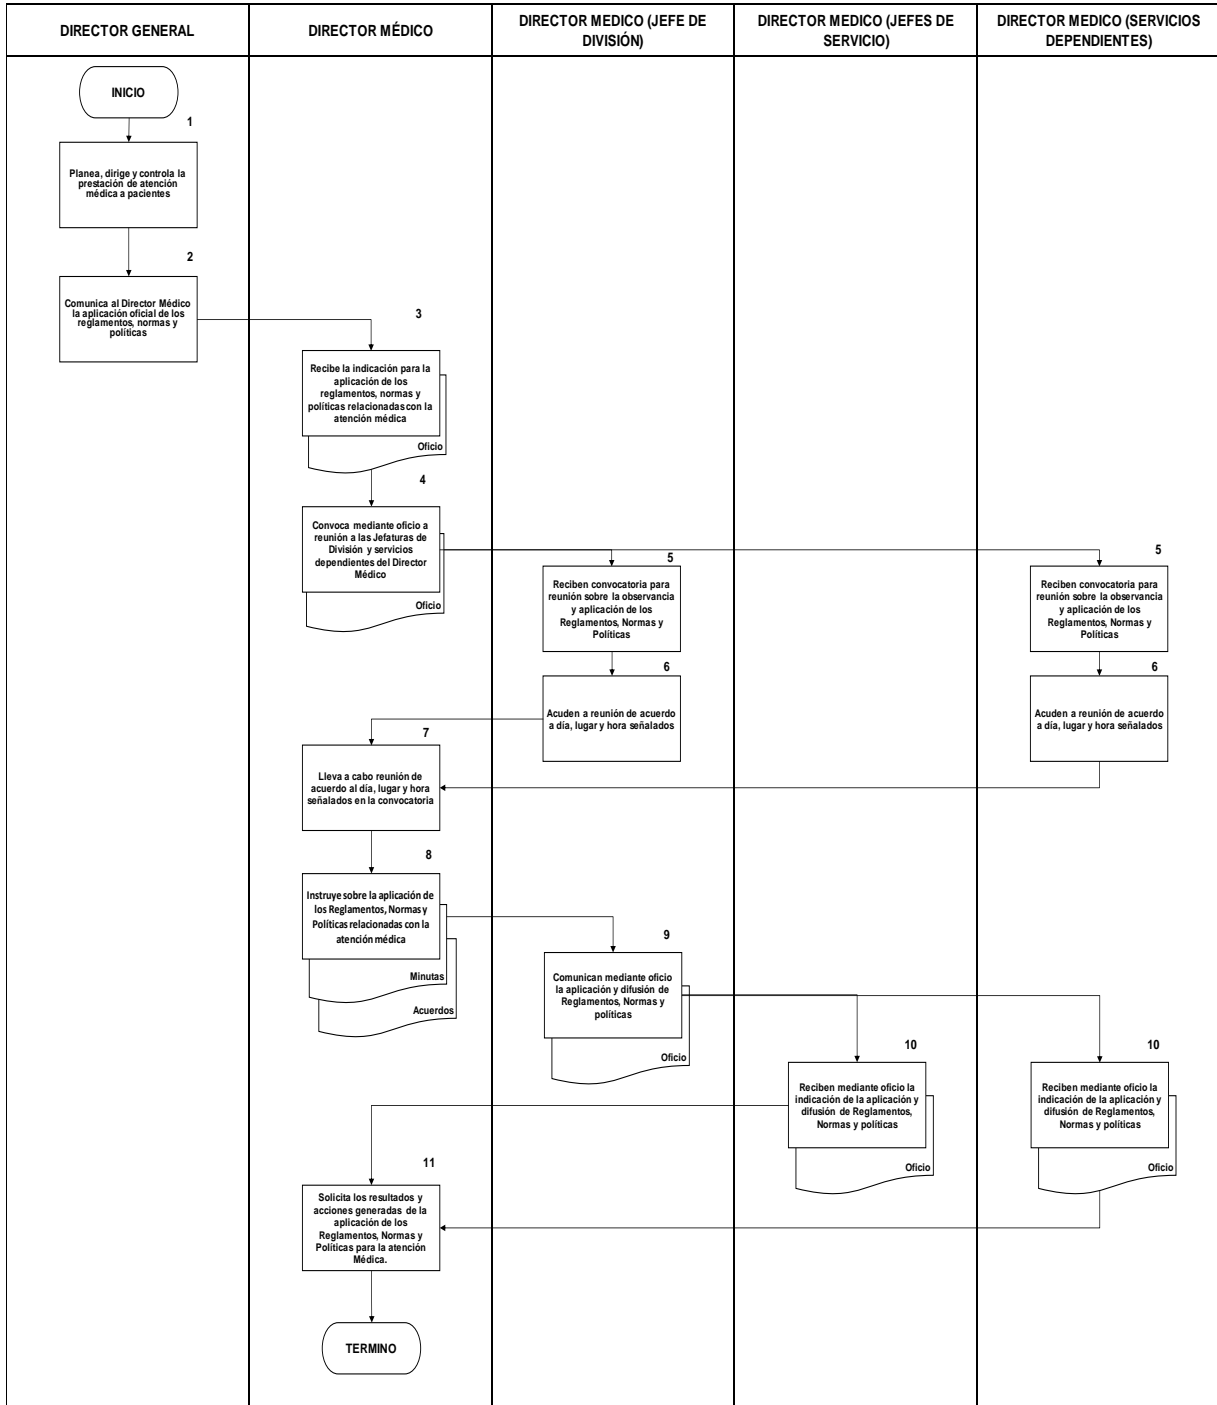 DIRECTOR GENERAL
DIRECTOR MÉDICO
DIRECTOR MEDICO (JEFE DE
DIVISIÓN)
DIRECTOR MEDICO (JEFES DE
SERVICIO)
DIRECTOR MEDICO (SERVICIOS
DEPENDIENTES)
INICIO
1
Planea, dirige y controla la
prestación de atención
médica a pacientes
2
Comunica al Director Médico
la aplicación oficial de los
reglamentos, normas y
políticas
3
Recibe la indicación para la
aplicación de los
reglamentos, normas y
políticas relacionadas con la
atención médica
Oficio
4
Convoca mediante oficio a
reunión a las Jefaturas de
División y servicios
dependientes del Director
Médico
Oficio
5
Reciben convocatoria para
reunión sobre la observancia
y aplicación de los
Reglamentos, Normas y
Políticas
5
Reciben convocatoria para
reunión sobre la observancia
y aplicación de los
Reglamentos, Normas y
Políticas
6
Acuden a reunión de acuerdo
a día, lugar y hora señalados
6
Acuden a reunión de acuerdo
a día, lugar y hora señalados
7
Lleva a cabo reunión de
acuerdo al día, lugar y hora
señalados en la convocatoria
8
Instruye sobre la aplicación de
los Reglamentos, Normas y
Políticas relacionadas con la
atención médica
Minutas
Acuerdos
9
Comunican mediante oficio
la aplicación y difusión de
Reglamentos, Normas y
políticas
Oficio
10
Reciben mediante oficio la
indicación de la aplicación y
difusión de Reglamentos,
Normas y políticas
Oficio
10
Reciben mediante oficio la
indicación de la aplicación y
difusión de Reglamentos,
Normas y políticas
Oficio
11
Solicita los resultados y
acciones generadas de la
aplicación de los
Reglamentos, Normas y
Políticas para la atención
Médica.
TERMINO